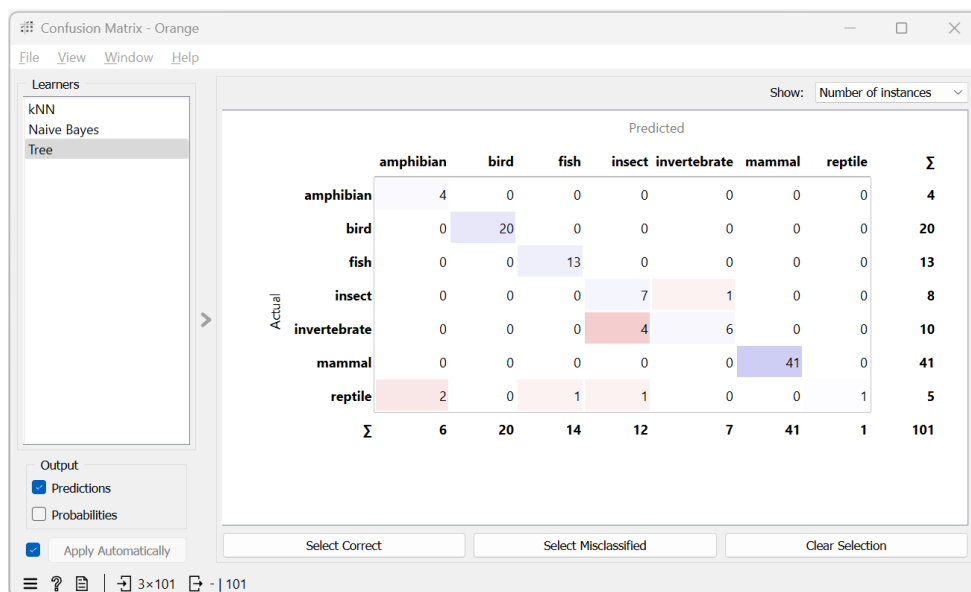 Confusion Matrix - Orange
File View Window Help
Learners
kNN
Naive Bayes
Tree
Show: Number of instances
Predicted
amphibian bird fish insect invertebrate mammal reptile Σ
amphibian 4 0 0 0 0 0 0 4
bird 0 20 0 0 0 0 0 20
fish 0 0 13 0 0 0 0 13
insect 0 0 0 7 1 0 0 8
Actual
invertebrate 0 0 0 4 6 0 0 10
mammal 0 0 0 0 0 41 0 41
reptile 2 0 1 1 0 0 1 5
Σ 6 20 14 12 7 41 1 101
Output
Predictions
Probabilities
Apply Automatically
Select Correct Select Misclassified Clear Selection
? 3×101 - | 101